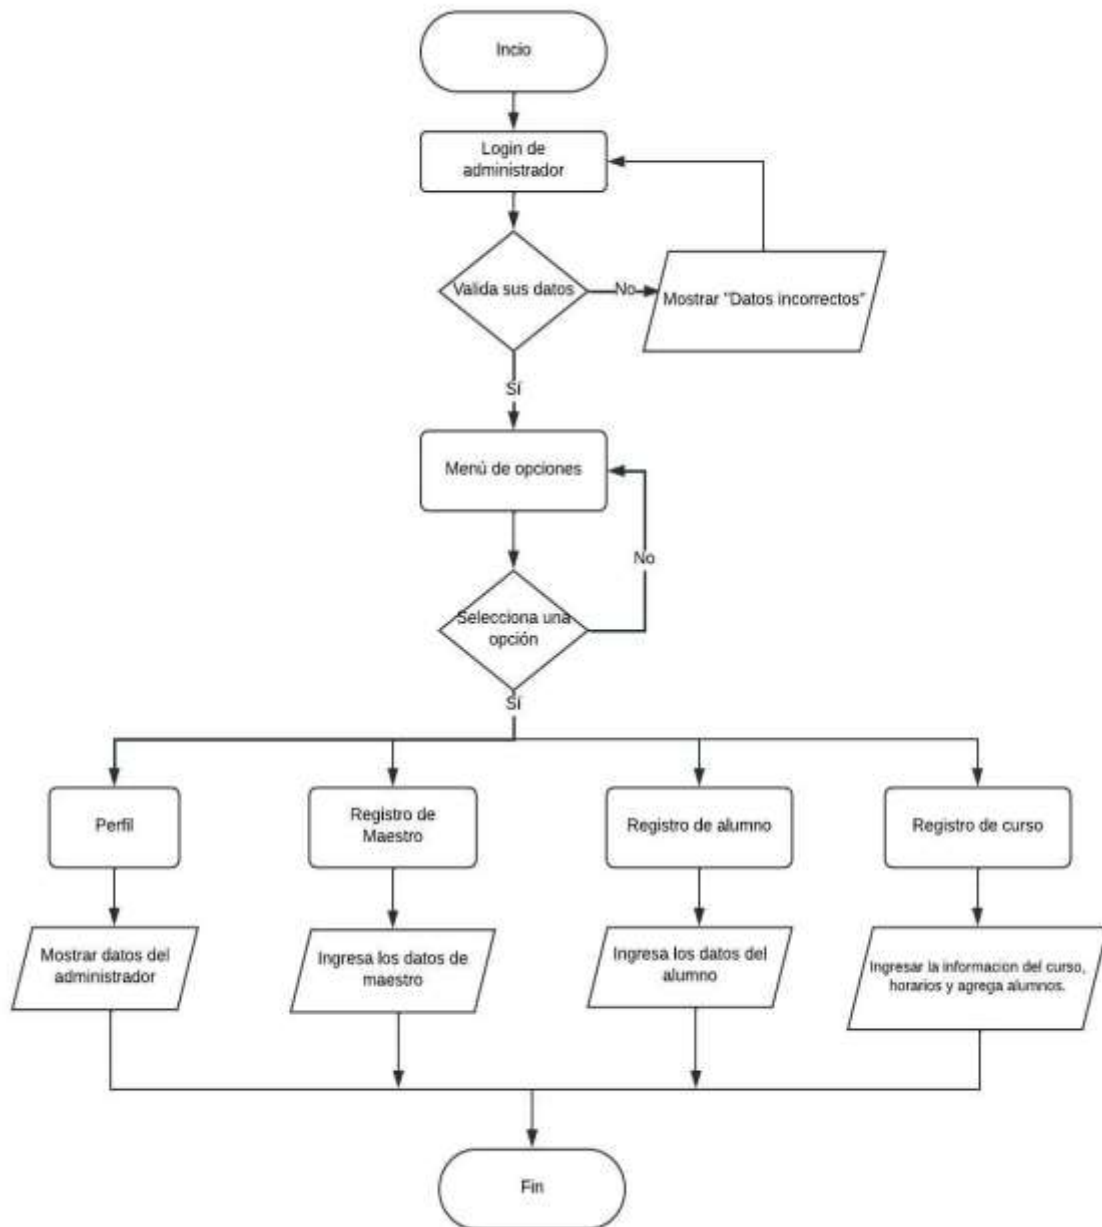 Incio
Login de
administrador
Valida sus datos
No
Mostrar "Datos incorrectos"
Sí
Menú de opciones
No
Selecciona una
opción
Sí
Perfil
Registro de
Maestro
Registro de alumno
Registro de curso
Mostrar datos del
administrador
Ingresa los datos de
maestro
Ingresa los datos del
alumno
Ingresar la informacion del curso,
horarios y agrega alumnos.
Fin